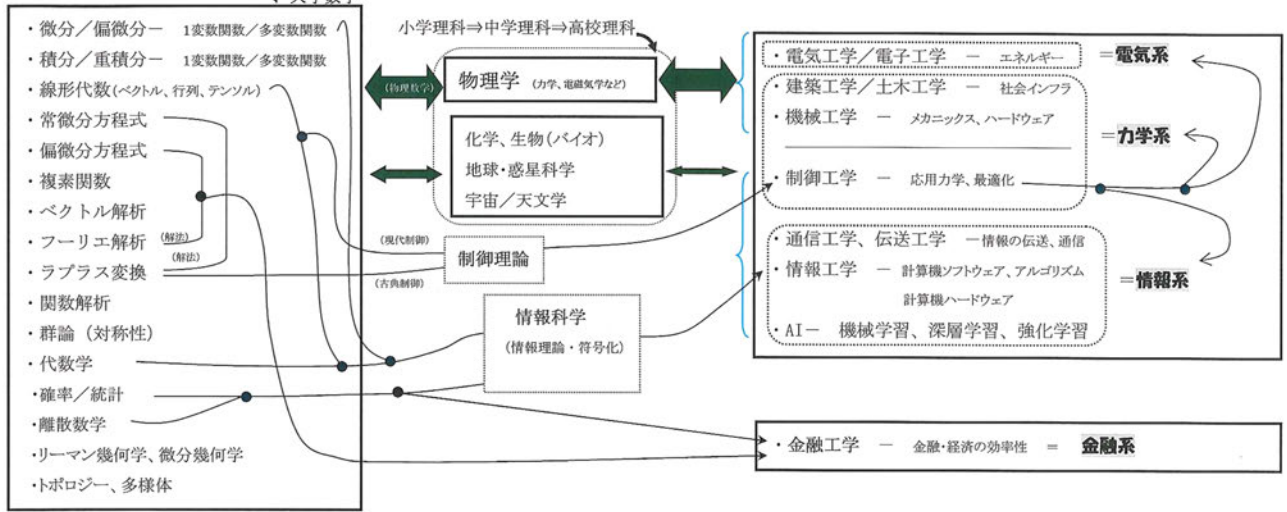 ・微分／偏微分－ 1変数関数／多変数関数
・積分／重積分－ 1変数関数／多変数関数
・線形代数(ベクトル、行列、テンソル)
・常微分方程式
・偏微分方程式
・複素関数
・ベクトル解析
・フーリエ解析 (解法)
(解法)
・ラプラス変換
・関数解析
・群論（対称性）
・代数学
・確率／統計
・離散数学
・リーマン幾何学、微分幾何学
・トポロジー、多様体
小学理科⇒中学理科⇒高校理科
(物理数学)
物理学 (力学、電磁気学など)
化学、生物(バイオ)
地球・惑星科学
宇宙／天文学
(現代制御)
制御理論
(古典制御)
情報科学
(情報理論・符号化)
・電気工学／電子工学 － エネルギー
＝電気系
・建築工学／土木工学 － 社会インフラ
・機械工学 － メカニックス、ハードウェア
＝力学系
・制御工学 － 応用力学、最適化
・通信工学、伝送工学 －情報の伝送、通信
・情報工学 － 計算機ソフトウェア、アルゴリズム
計算機ハードウェア
＝情報系
・AI－ 機械学習、深層学習、強化学習
・金融工学 － 金融・経済の効率性 ＝ 金融系